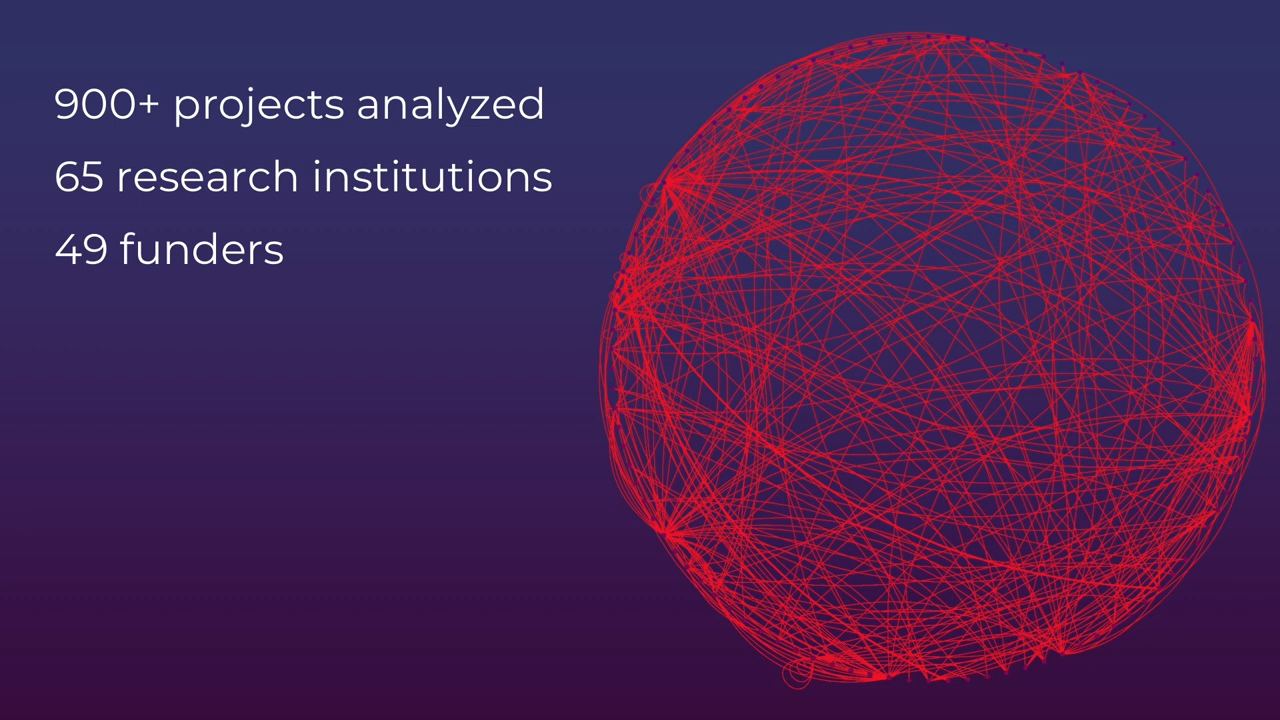 900+ projects analyzed
65 research institutions
49 funders